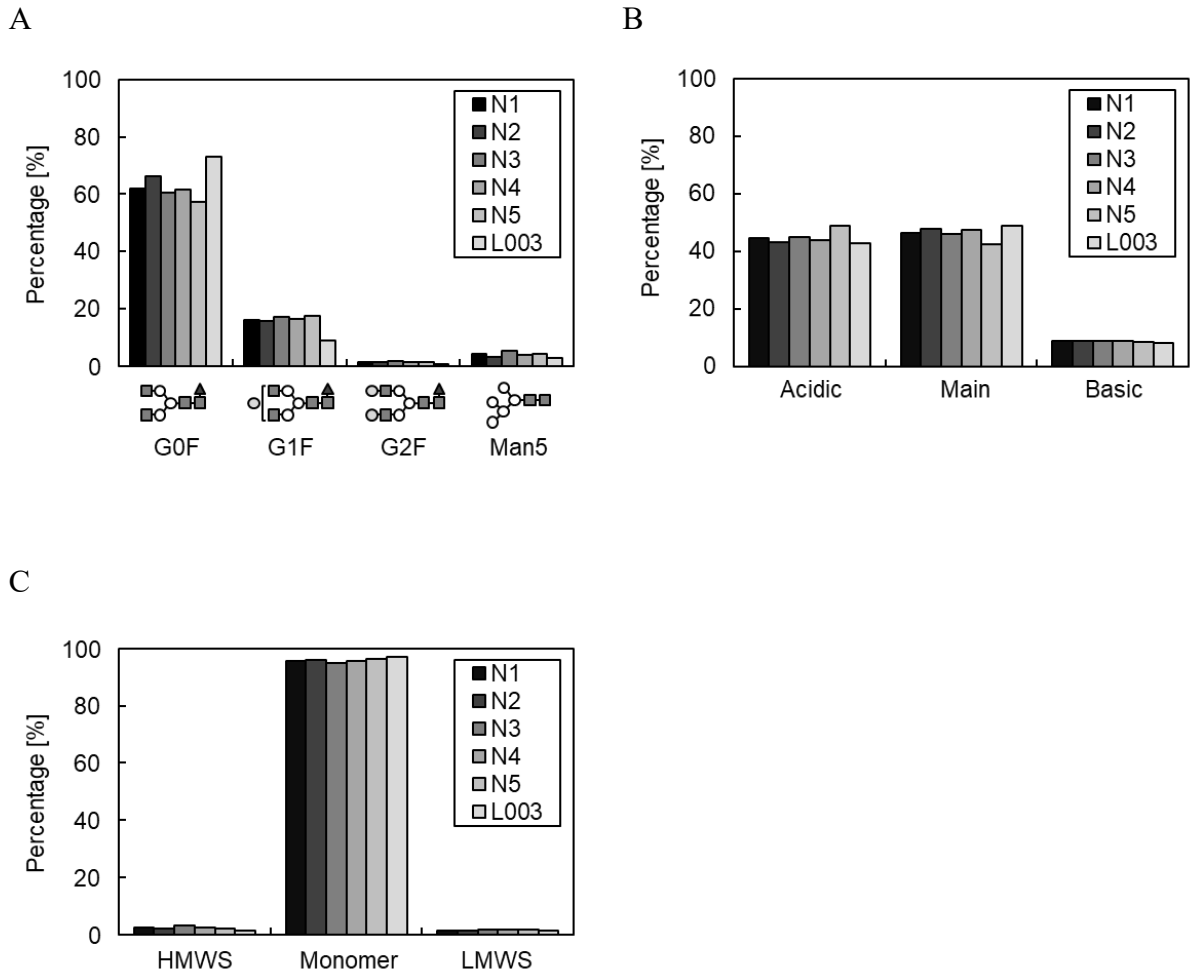 A
Percentage [%]
100
80
60
40
20
0
N1
N2
N3
N4
N5
L003
G0F G1F G2F Man5
B
Percentage [%]
100
80
60
40
20
0
N1
N2
N3
N4
N5
L003
Acidic Main Basic
C
Percentage [%]
100
80
60
40
20
0
N1
N2
N3
N4
N5
L003
HMWS Monomer LMWS